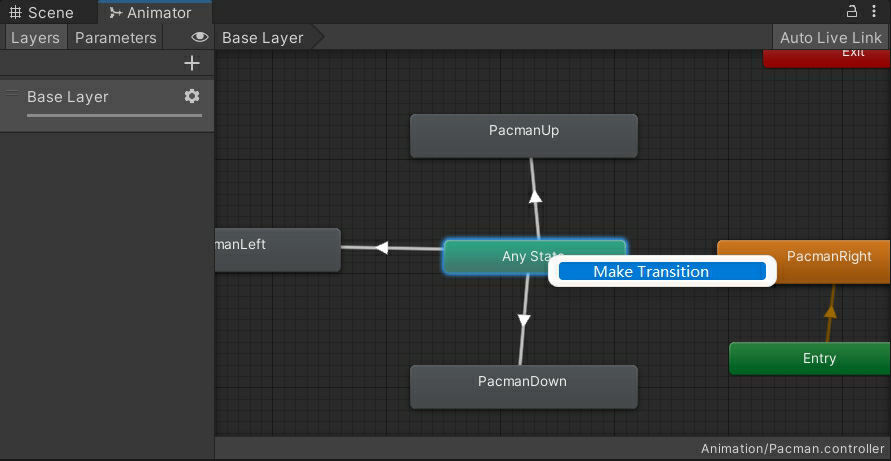 Scene
Animator
Layers
Parameters
Base Layer
Auto Live Link
Base Layer
Exit
PacmanUp
manLeft
Any State
Make Transition
PacmanRight
Entry
PacmanDown
Animation/Pacman.controller